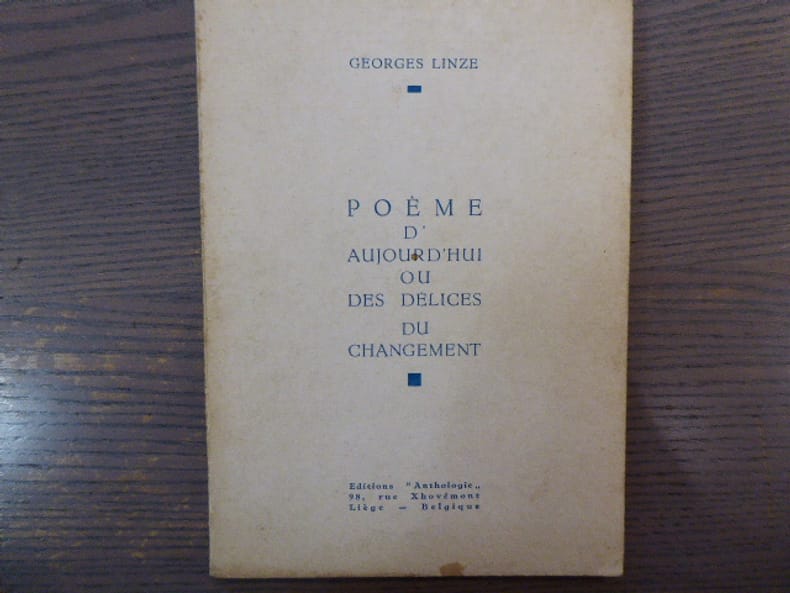 GEORGES LINZE
POÈME
D'
AUJOURD'HUI
OU
DES DÉLICES
DU
CHANGEMENT
Editions "Anthologie„
98, rue Xhovémont
Liège — Belgique